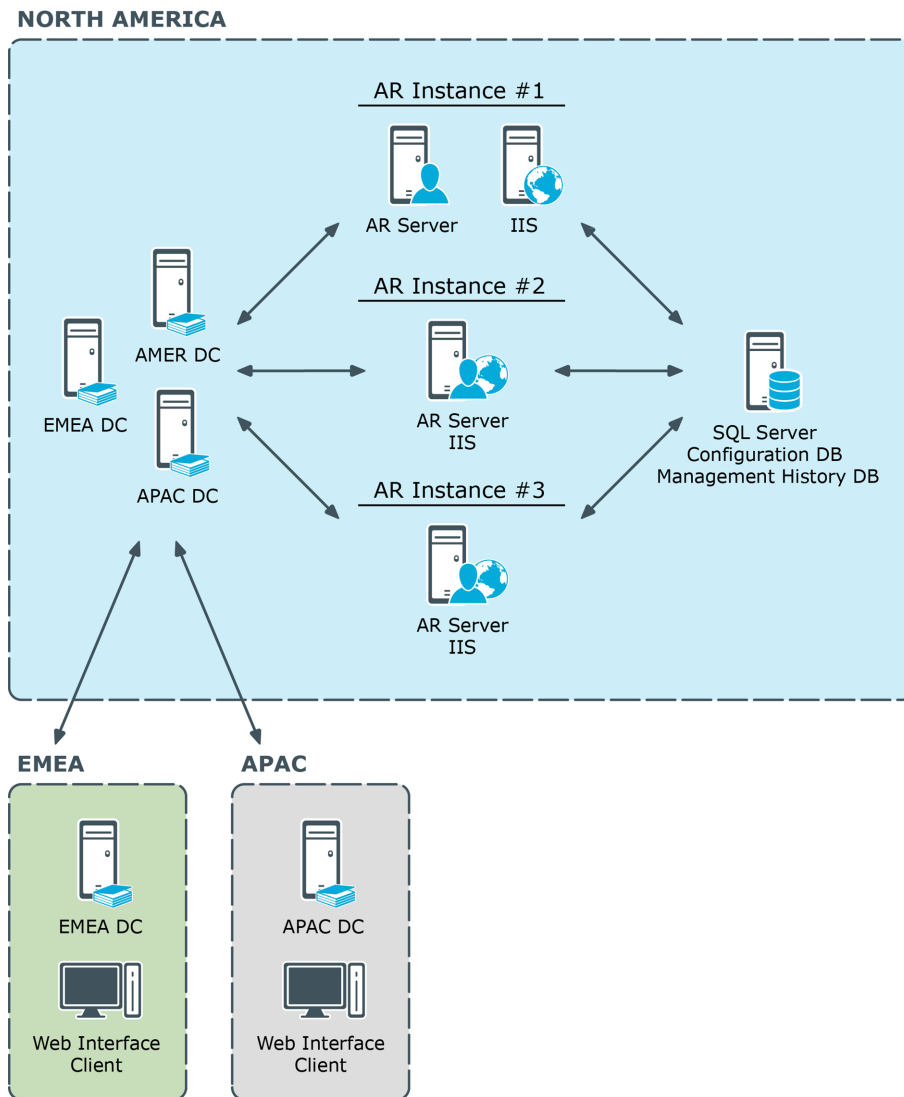 NORTH AMERICA
AR Instance #1
AR Server
IIS
AR Instance #2
AMER DC
EMEA DC
AR Server
IIS
SQL Server
Configuration DB
Management History DB
APAC DC
AR Instance #3
AR Server
IIS
EMEA
APAC
EMEA DC
APAC DC
Web Interface
Client
Web Interface
Client